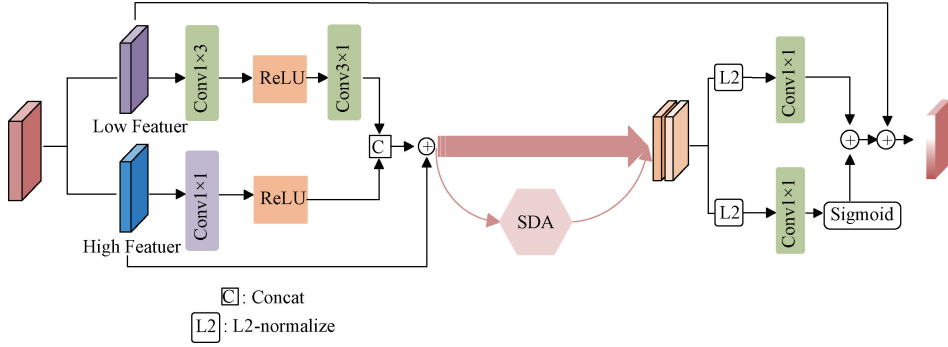 Low Featuer
Conv1×3
ReLU
Conv3×1
High Featuer
Conv1×1
ReLU
C
+
SDA
L2
Conv1×1
L2
Conv1×1
Sigmoid
+
+
C : Concat
L2 : L2-normalize